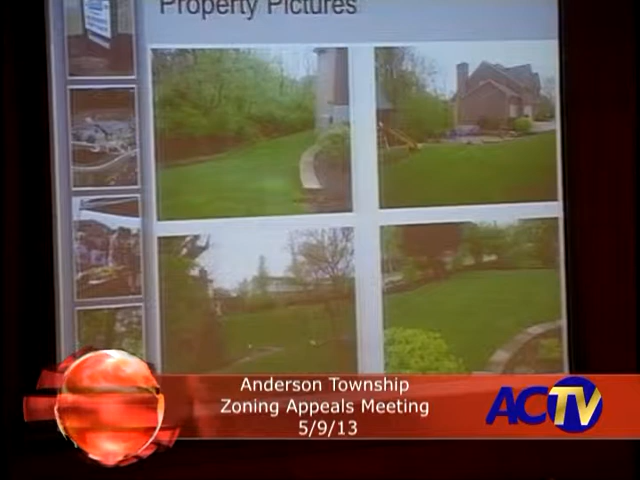 Property Pictures
Anderson Township
Zoning Appeals Meeting
5/9/13
ACTV